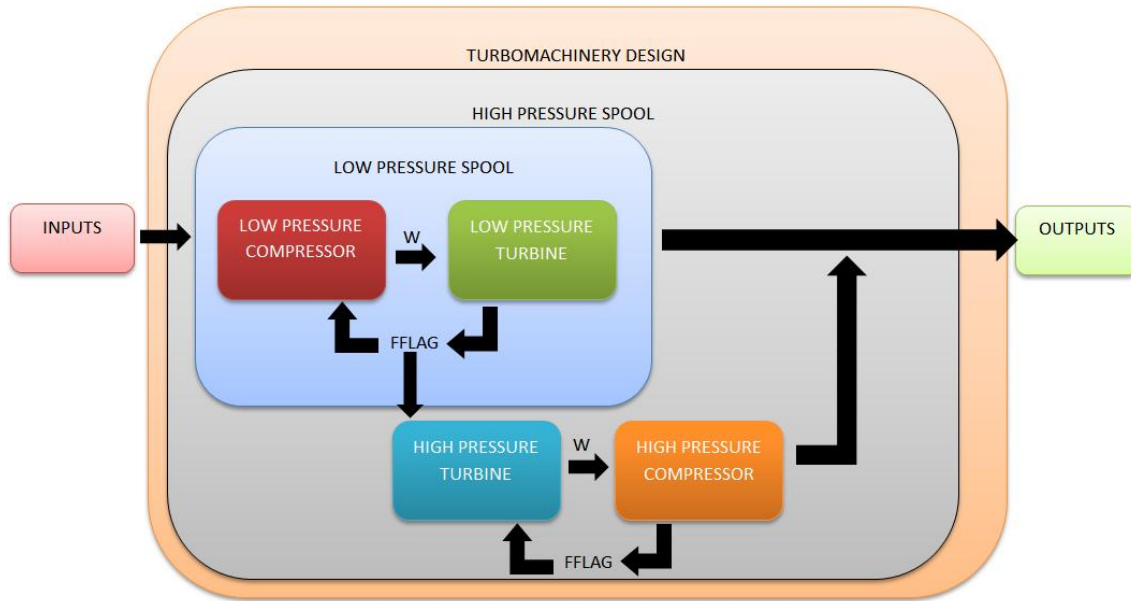 TURBOMACHINERY DESIGN
HIGH PRESSURE SPOOL
LOW PRESSURE SPOOL
INPUTS
LOW PRESSURE
COMPRESSOR
W
LOW PRESSURE
TURBINE
OUTPUTS
FFLAG
HIGH PRESSURE
TURBINE
W
HIGH PRESSURE
COMPRESSOR
FFLAG